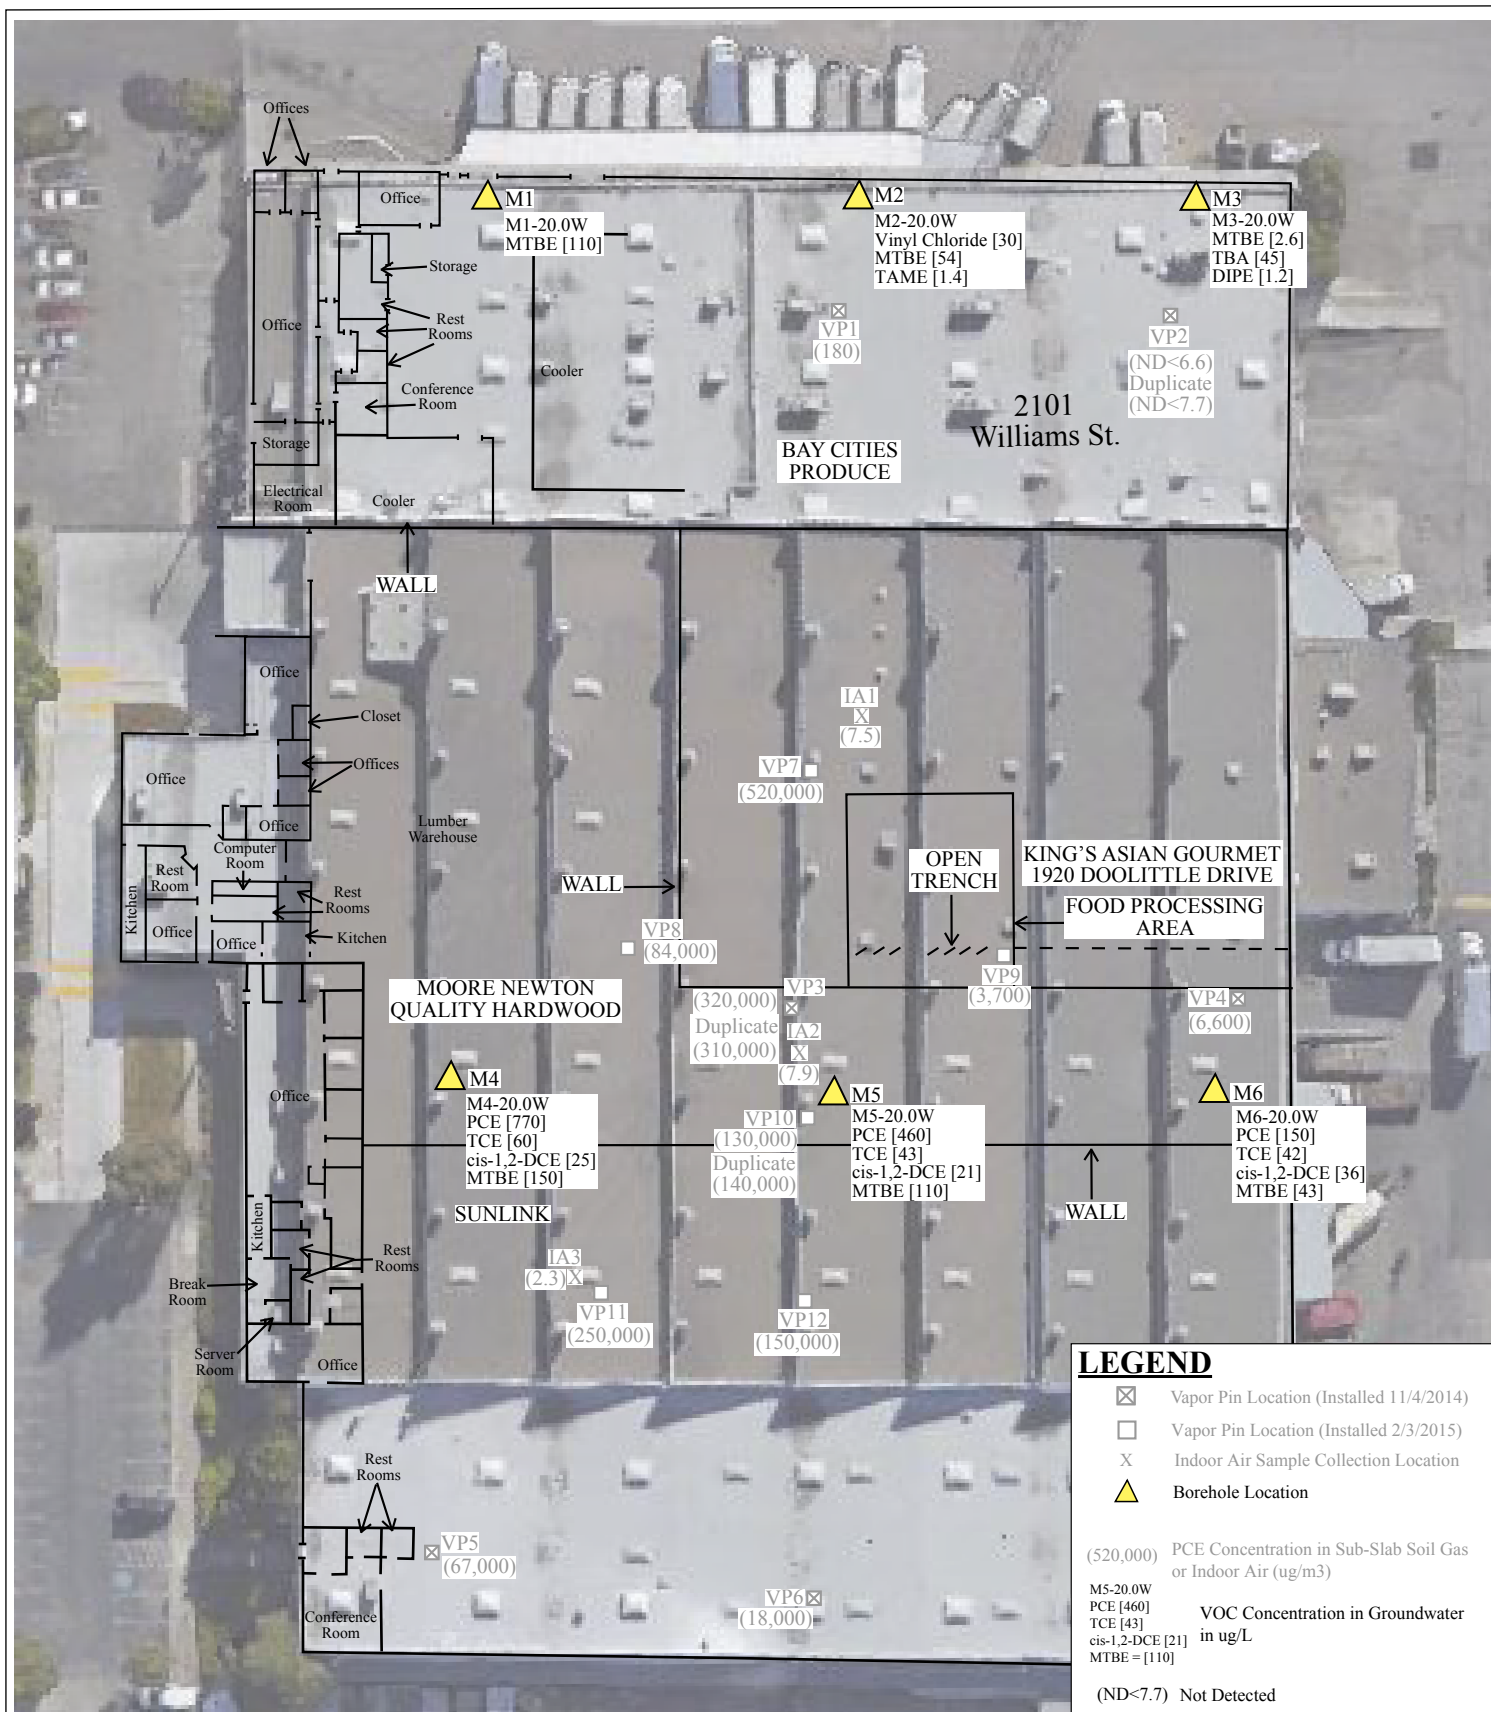 Offices
Office
M1
M1-20.0W
MTBE [110]
M2
M2-20.0W
Vinyl Chloride [30]
MTBE [54]
TAME [1.4]
M3
M3-20.0W
MTBE [2.6]
TBA [45]
DIPE [1.2]
Storage
Office
Rest
Rooms
VP1
(180)
VP2
(ND<6.6)
Duplicate
(ND<7.7)
Cooler
Conference
Room
2101
Williams St.
Storage
BAY CITIES
PRODUCE
Electrical
Room
Cooler
WALL
Office
Closet
IA1
X
(7.5)
Offices
Office
VP7
(520,000)
Office
Lumber
Warehouse
Computer
Room
Rest
Room
Kitchen
Rest
Rooms
Office
Office
Kitchen
WALL
OPEN
TRENCH
KING'S ASIAN GOURMET
1920 DOOLITTLE DRIVE
FOOD PROCESSING
AREA
VP8
(84,000)
VP9
(3,700)
MOORE NEWTON
QUALITY HARDWOOD
VP3
(320,000)
Duplicate
(310,000)
IA2
X
(7.9)
VP4
(6,600)
Office
M4
M4-20.0W
PCE [770]
TCE [60]
cis-1,2-DCE [25]
MTBE [150]
VP10
(130,000)
Duplicate
(140,000)
M5
M5-20.0W
PCE [460]
TCE [43]
cis-1,2-DCE [21]
MTBE [110]
M6
M6-20.0W
PCE [150]
TCE [42]
cis-1,2-DCE [36]
MTBE [43]
WALL
SUNLINK
Kitchen
Rest
Rooms
Break
Room
IA3
(2.3) X
VP11
(250,000)
VP12
(150,000)
Server
Room
Office
Rest
Rooms
VP5
(67,000)
VP6
(18,000)
Conference
Room
LEGEND
Vapor Pin Location (Installed 11/4/2014)
Vapor Pin Location (Installed 2/3/2015)
X Indoor Air Sample Collection Location
Borehole Location
(520,000) PCE Concentration in Sub-Slab Soil Gas
or Indoor Air (ug/m3)
M5-20.0W
PCE [460]
TCE [43]
cis-1,2-DCE [21]
MTBE = [110]
VOC Concentration in Groundwater
in ug/L
(ND<7.7) Not Detected